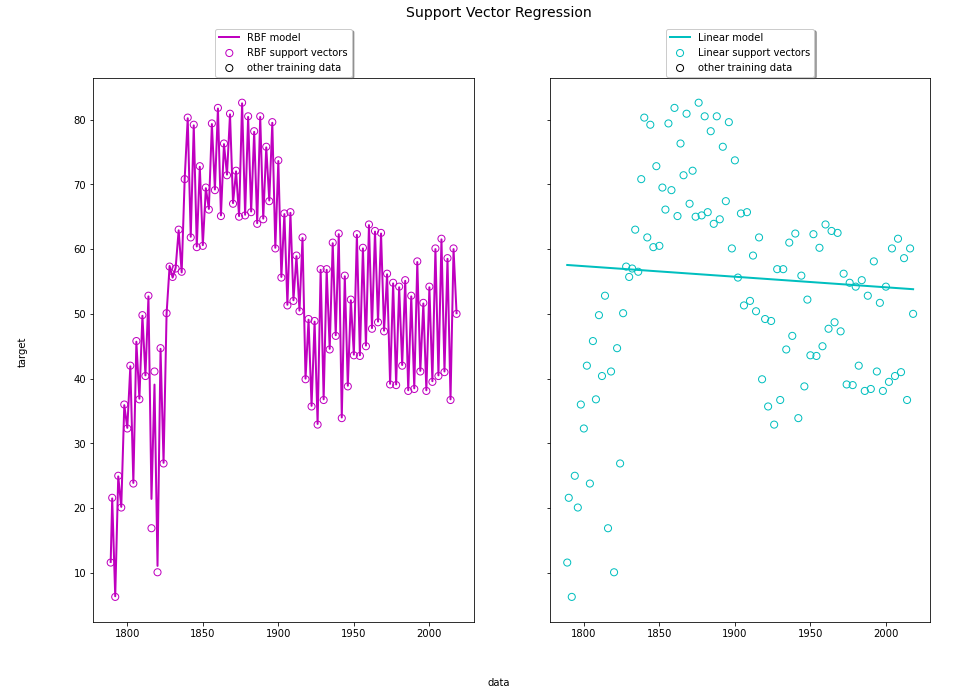 Support Vector Regression
RBF model
RBF support vectors
other training data
Linear model
Linear support vectors
other training data
target
80
70
60
50
40
30
20
10
1800 1850 1900 1950 2000
1800 1850 1900 1950 2000
data